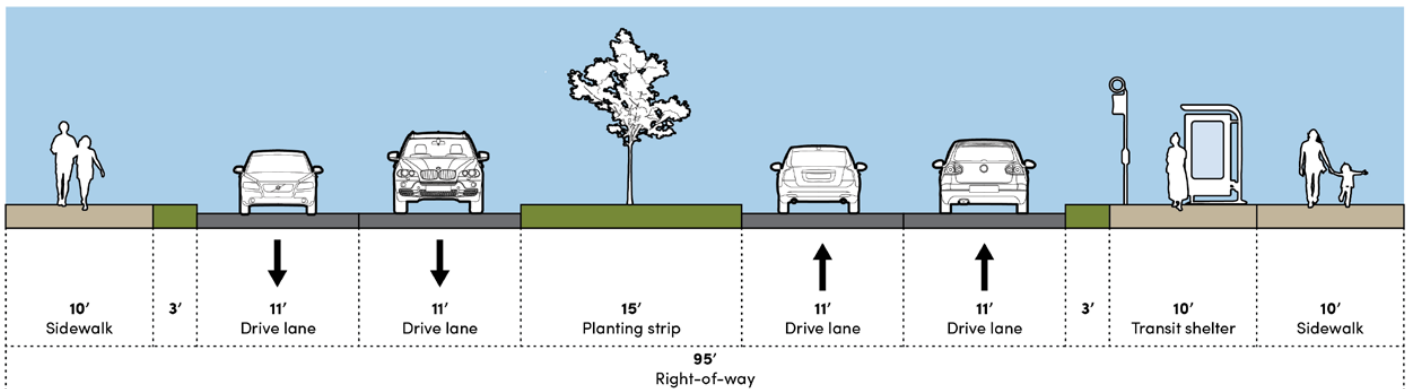 10′
Sidewalk
3′
11′
Drive lane
11′
Drive lane
15′
Planting strip
11′
Drive lane
11′
Drive lane
3′
10′
Transit shelter
10′
Sidewalk
95′
Right-of-way